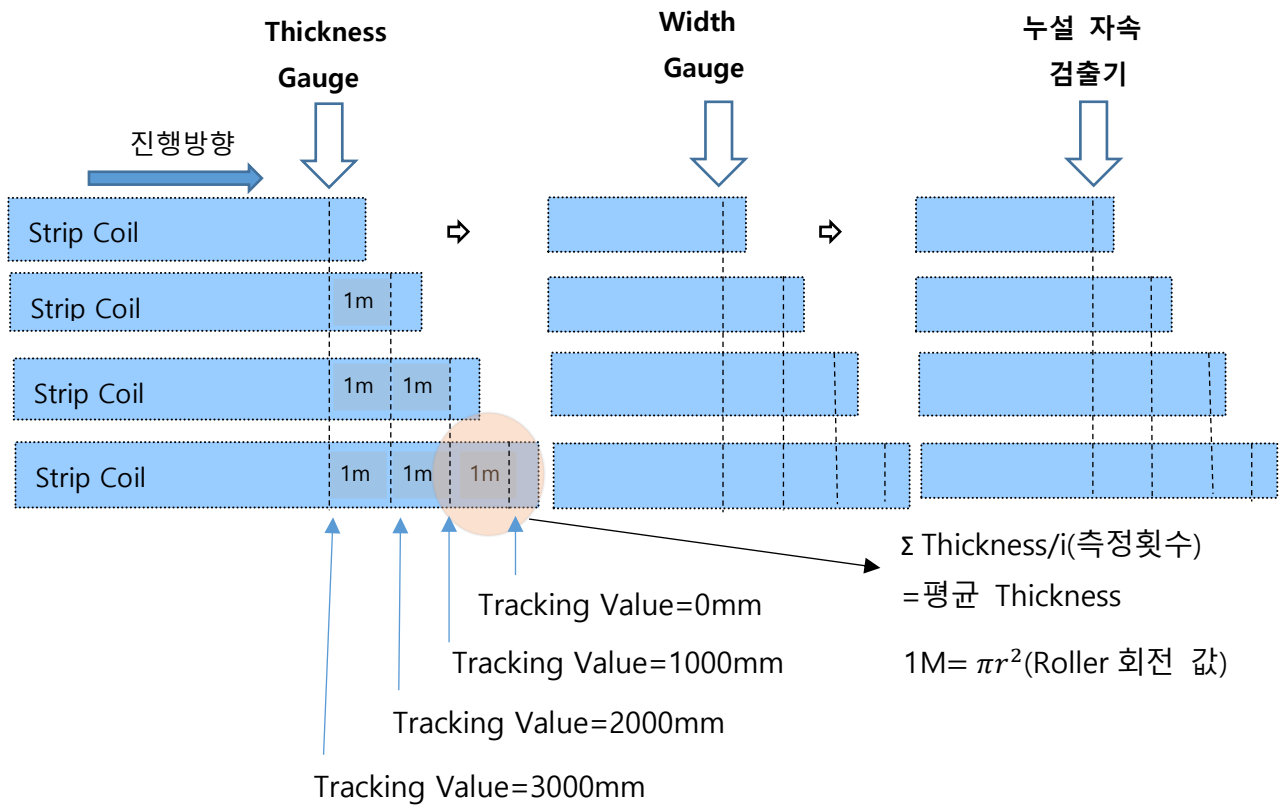 Thickness
Gauge
Width
Gauge
누설 자속
검출기
진행방향
Strip Coil
Strip Coil
1m
Strip Coil
1m
1m
Strip Coil
1m
1m
1m
Σ Thickness/i(측정횟수)
=평균 Thickness
1M= πr²(Roller 회전 값)
Tracking Value=0mm
Tracking Value=1000mm
Tracking Value=2000mm
Tracking Value=3000mm